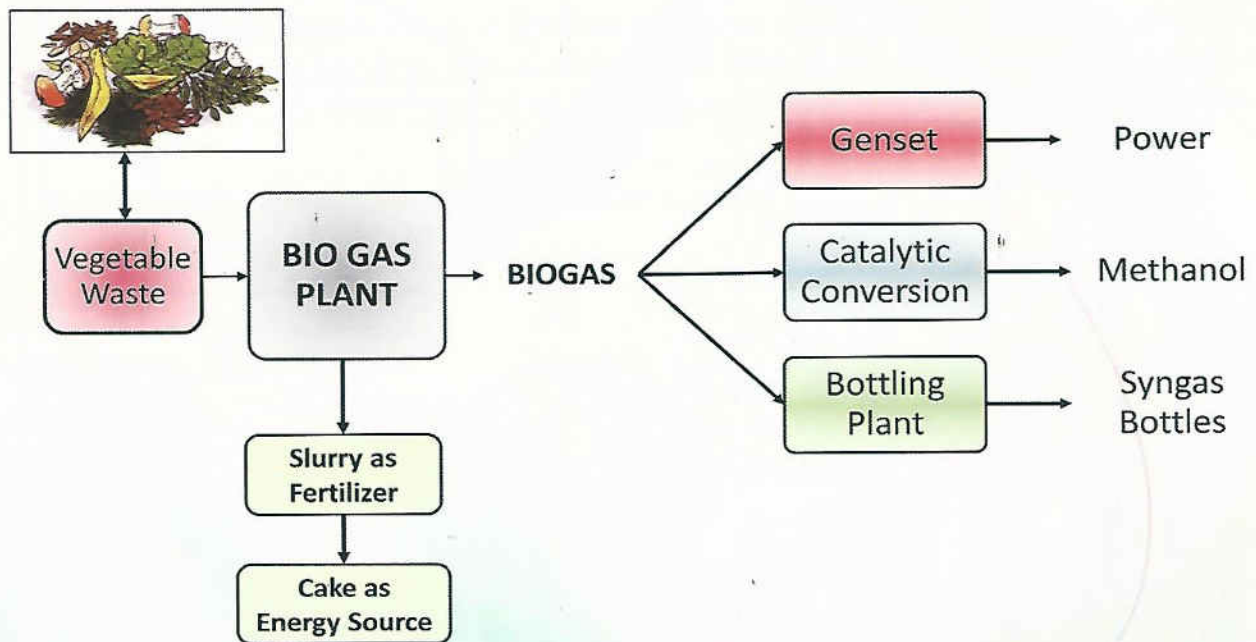 Vegetable
Waste
BIO GAS
PLANT
BIOGAS
Genset
Power
Catalytic
Conversion
Methanol
Bottling
Plant
Syngas
Bottles
Slurry as
Fertilizer
Cake as
Energy Source